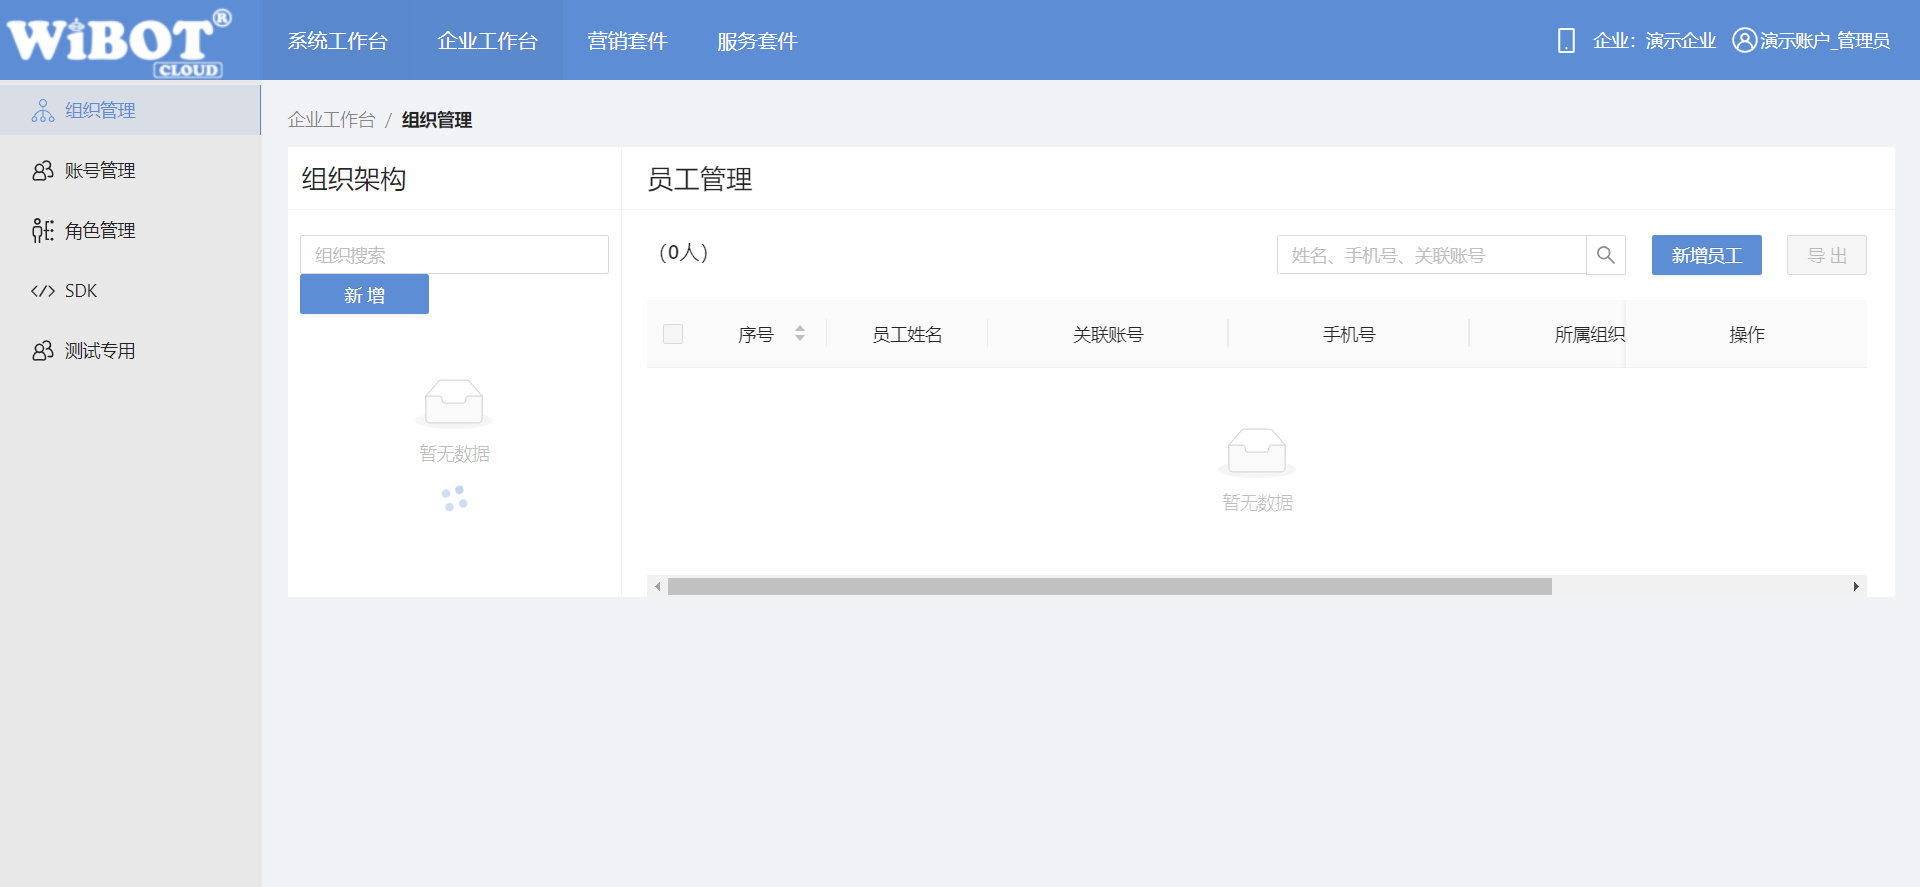 WiBOT®
CLOUD
系统工作台
企业工作台
营销套件
服务套件
企业：演示企业
演示账户_管理员
组织管理
账号管理
角色管理
</> SDK
测试专用
企业工作台 / 组织管理
组织架构
组织搜索
新 增
暂无数据
员工管理
（0人）
姓名、手机号、关联账号
新增员工
导 出
序号
员工姓名
关联账号
手机号
所属组织
操作
暂无数据